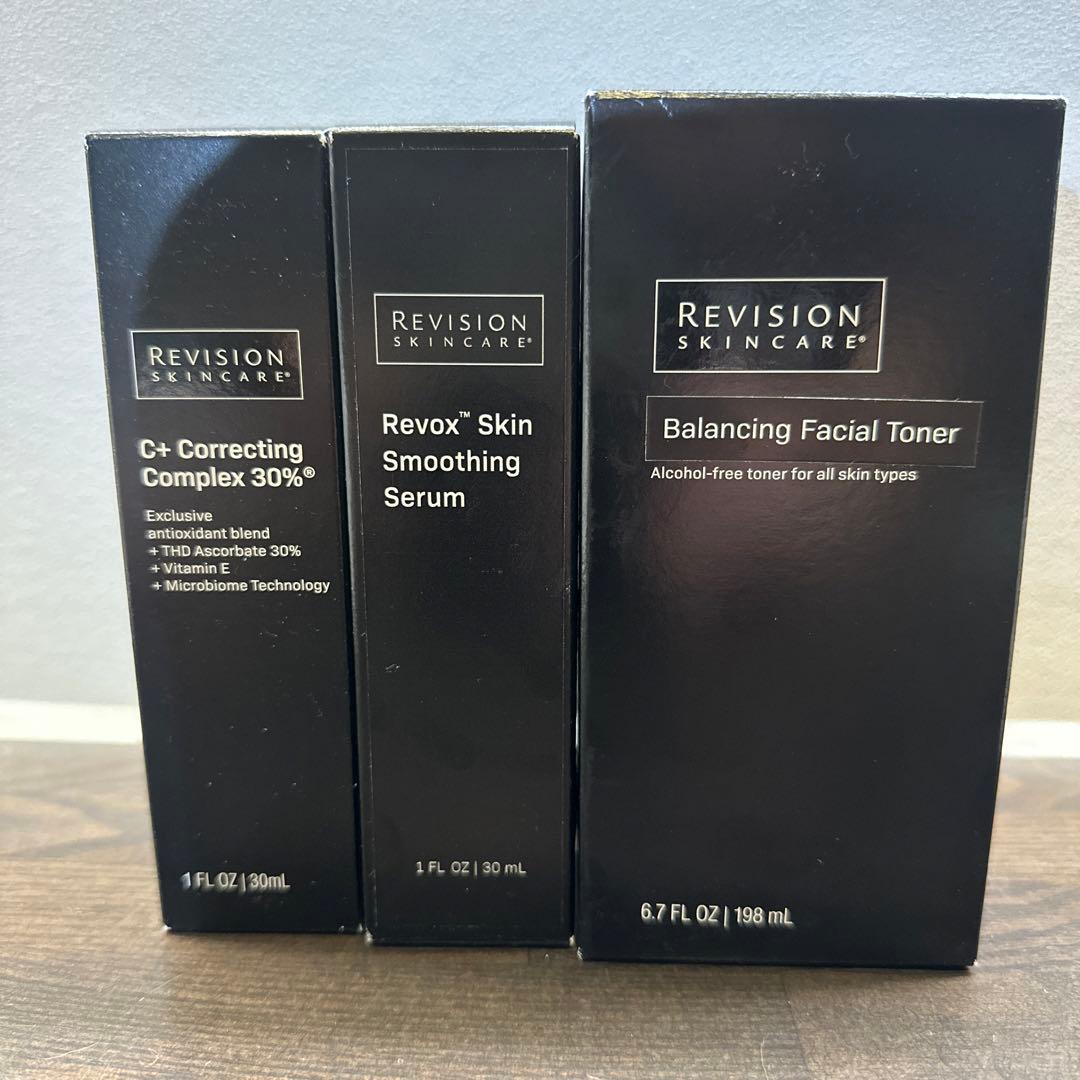 REVISION
SKINCARE®
C+ Correcting
Complex 30%®
Exclusive
antioxidant blend
+ THD Ascorbate 30%
+ Vitamin E
+ Microbiome Technology
1 FL OZ | 30mL
REVISION
SKINCARE®
Revox™ Skin
Smoothing
Serum
1 FL OZ | 30 mL
REVISION
SKINCARE®
Balancing Facial Toner
Alcohol-free toner for all skin types
6.7 FL OZ | 198 mL